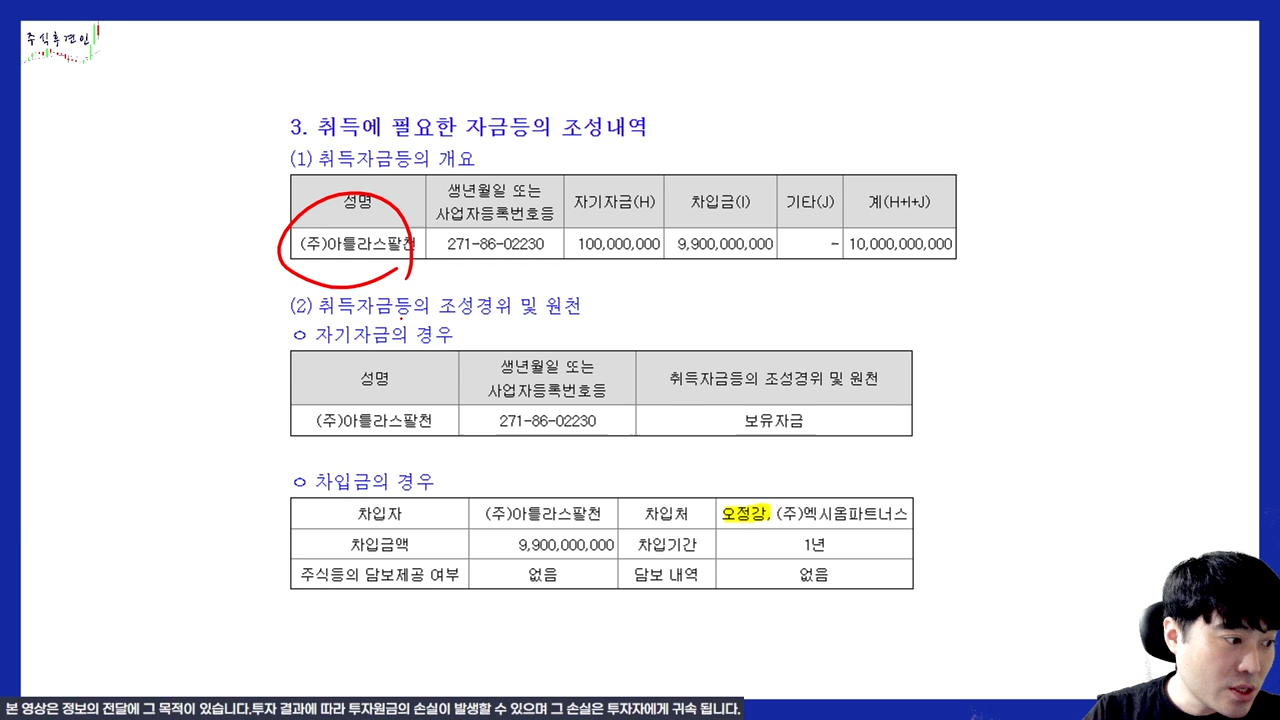 주식후견인
3. 취득에 필요한 자금등의 조성내역
(1) 취득자금등의 개요
성명 생년월일 또는 사업자등록번호등 자기자금(H) 차입금(I) 기타(J) 계(H+I+J)
(주)아틀라스팔천 271-86-02230 100,000,000 9,900,000,000 - 10,000,000,000
(2) 취득자금등의 조성경위 및 원천
ㅇ 자기자금의 경우
성명 생년월일 또는 사업자등록번호등 취득자금등의 조성경위 및 원천
(주)아틀라스팔천 271-86-02230 보유자금
ㅇ 차입금의 경우
차입자 (주)아틀라스팔천 차입처 오정강, (주)엑시옴파트너스
차입금액 9,900,000,000 차입기간 1년
주식등의 담보제공 여부 없음 담보 내역 없음
본 영상은 정보의 전달에 그 목적이 있습니다.투자 결과에 따라 투자원금의 손실이 발생할 수 있으며 그 손실은 투자자에게 귀속 됩니다.